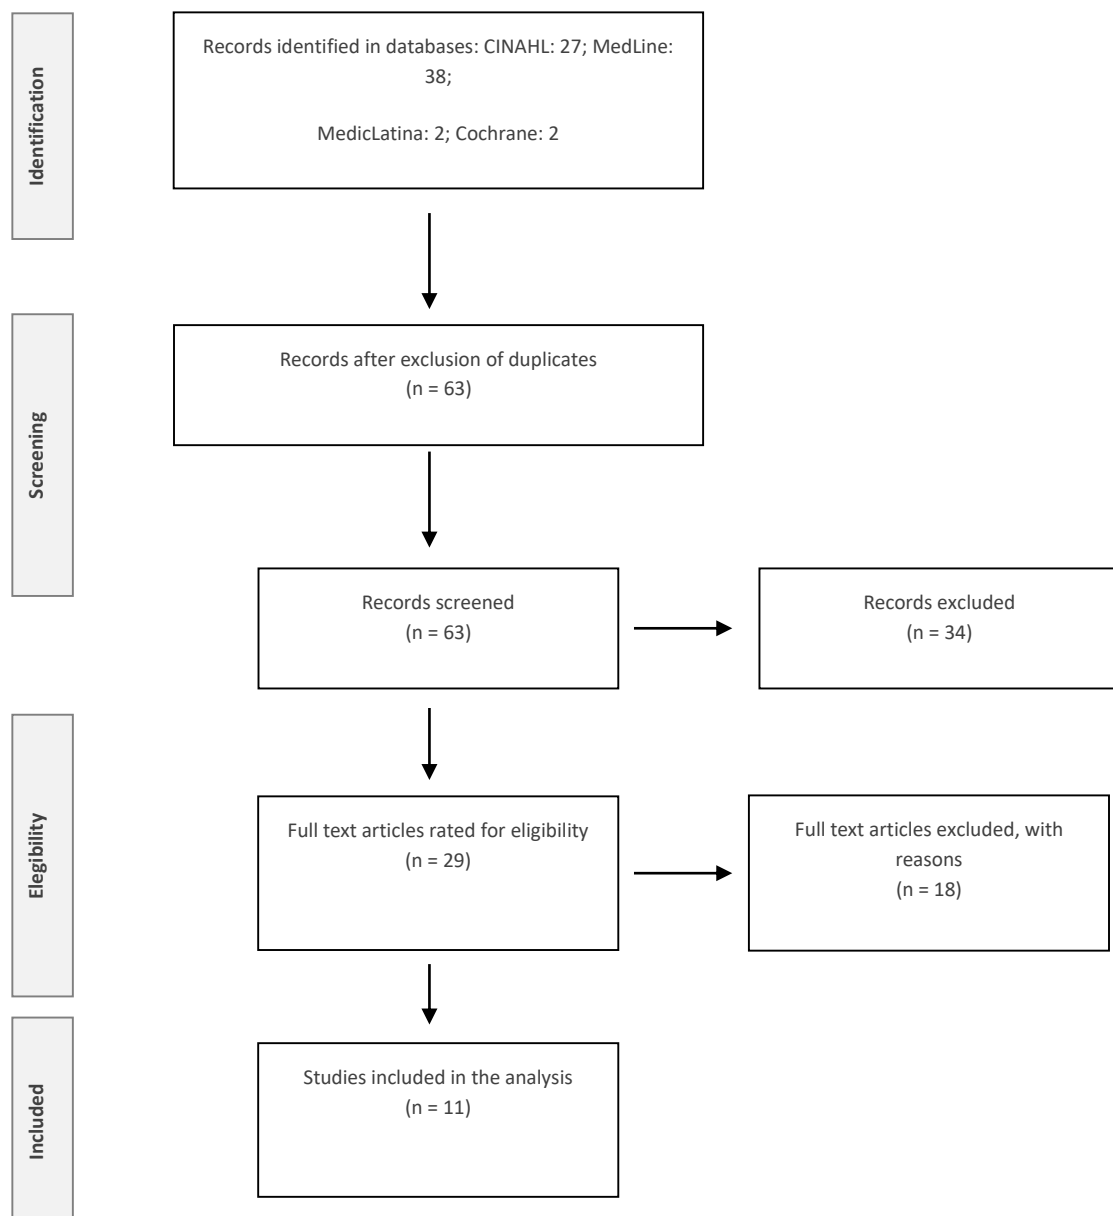 Identification
Records identified in databases: CINAHL: 27; MedLine:
38;
MedicLatina: 2; Cochrane: 2
Screening
Records after exclusion of duplicates
(n = 63)
Records screened
(n = 63)
Records excluded
(n = 34)
Elegibility
Full text articles rated for eligibility
(n = 29)
Full text articles excluded, with
reasons
(n = 18)
Included
Studies included in the analysis
(n = 11)